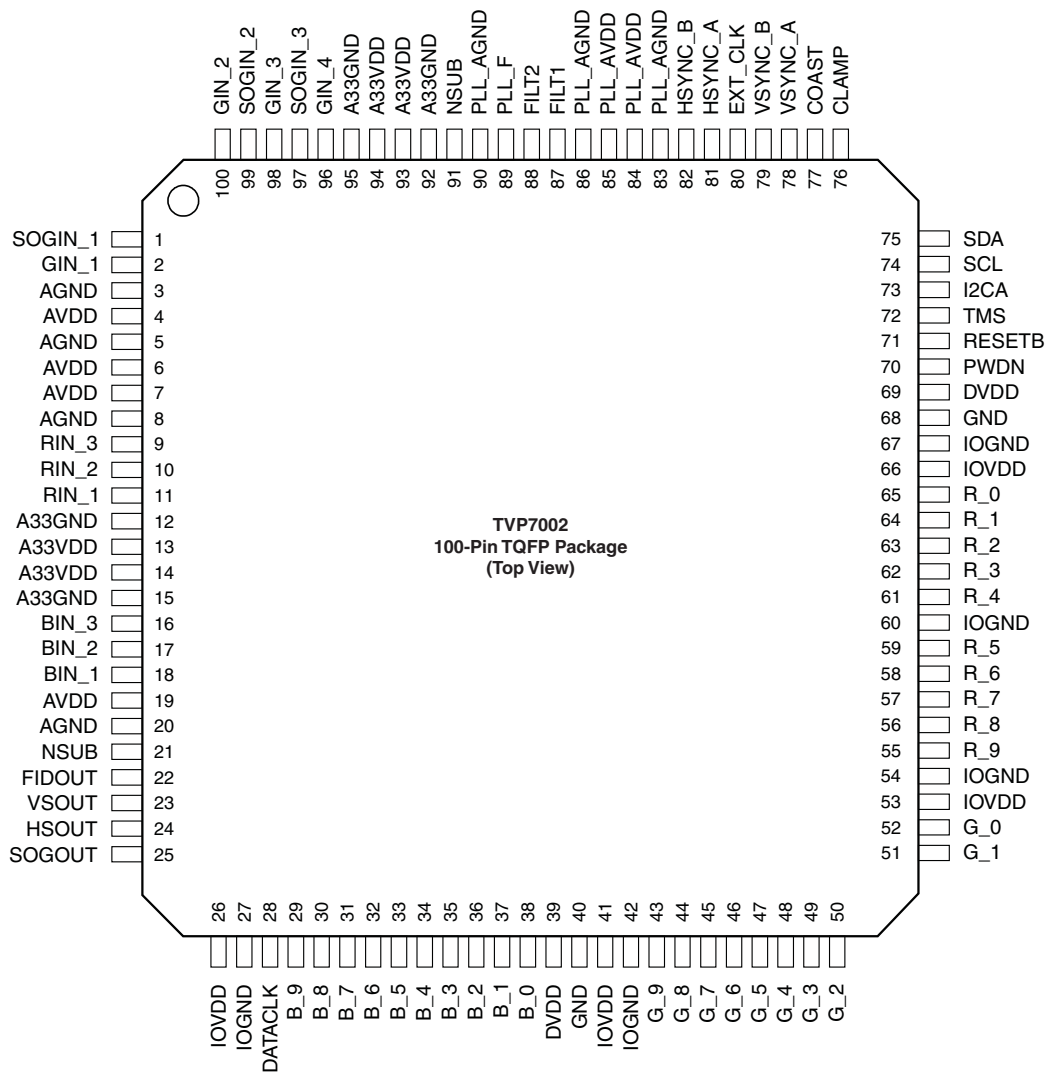 GIN_2
SOGIN_2
GIN_3
SOGIN_3
GIN_4
A33GND
A33VDD
A33VDD
A33GND
NSUB
PLL_AGND
PLL_F
FILT2
FILT1
PLL_AGND
PLL_AVDD
PLL_AVDD
PLL_AGND
HSYNC_B
HSYNC_A
EXT_CLK
VSYNC_B
VSYNC_A
COAST
CLAMP
100
99
98
97
96
95
94
93
92
91
90
89
88
87
86
85
84
83
82
81
80
79
78
77
76
SOGIN_1 1
GIN_1 2
AGND 3
AVDD 4
AGND 5
AVDD 6
AVDD 7
AGND 8
RIN_3 9
RIN_2 10
RIN_1 11
A33GND 12
A33VDD 13
A33VDD 14
A33GND 15
BIN_3 16
BIN_2 17
BIN_1 18
AVDD 19
AGND 20
NSUB 21
FIDOUT 22
VSOUT 23
HSOUT 24
SOGOUT 25
TVP7002
100-Pin TQFP Package
(Top View)
75 SDA
74 SCL
73 I2CA
72 TMS
71 RESETB
70 PWDN
69 DVDD
68 GND
67 IOGND
66 IOVDD
65 R_0
64 R_1
63 R_2
62 R_3
61 R_4
60 IOGND
59 R_5
58 R_6
57 R_7
56 R_8
55 R_9
54 IOGND
53 IOVDD
52 G_0
51 G_1
26
27
28
29
30
31
32
33
34
35
36
37
38
39
40
41
42
43
44
45
46
47
48
49
50
IOVDD
IOGND
DATACLK
B_9
B_8
B_7
B_6
B_5
B_4
B_3
B_2
B_1
B_0
DVDD
GND
IOVDD
IOGND
G_9
G_8
G_7
G_6
G_5
G_4
G_3
G_2